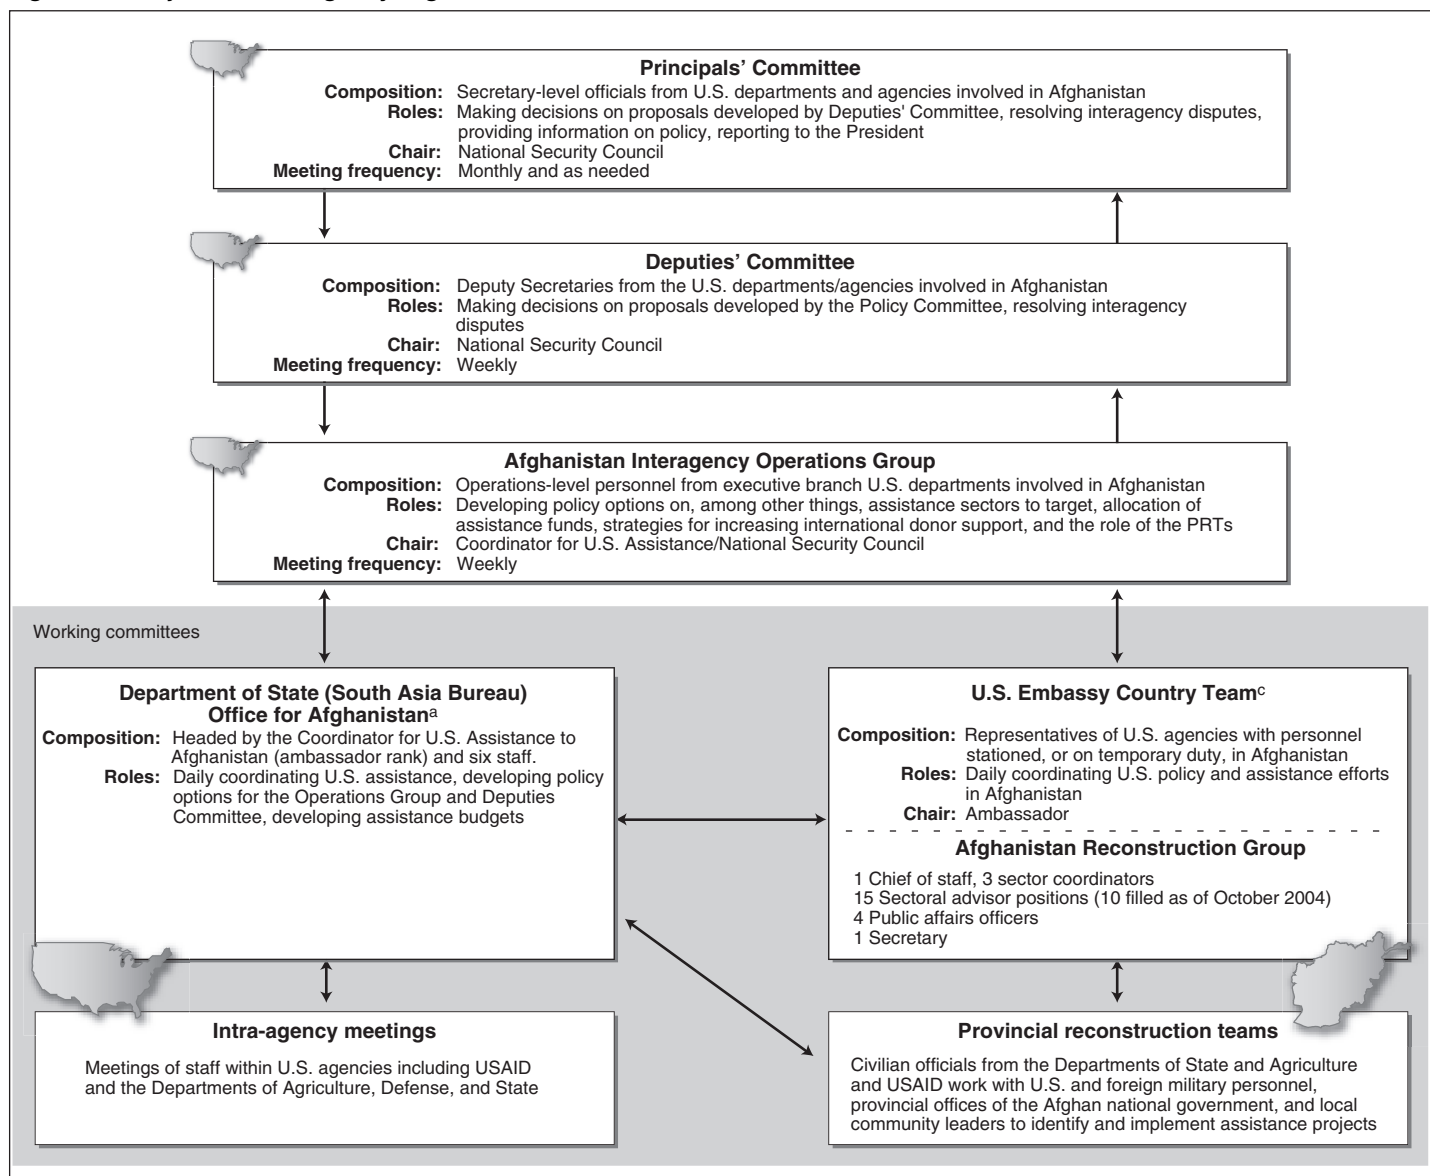 Principals’ Committee
Composition: Secretary-level officials from U.S. departments and agencies involved in Afghanistan
Roles: Making decisions on proposals developed by Deputies' Committee, resolving interagency disputes,
providing information on policy, reporting to the President
Chair: National Security Council
Meeting frequency: Monthly and as needed
Deputies’ Committee
Composition: Deputy Secretaries from the U.S. departments/agencies involved in Afghanistan
Roles: Making decisions on proposals developed by the Policy Committee, resolving interagency
disputes
Chair: National Security Council
Meeting frequency: Weekly
Afghanistan Interagency Operations Group
Composition: Operations-level personnel from executive branch U.S. departments involved in Afghanistan
Roles: Developing policy options on, among other things, assistance sectors to target, allocation of
assistance funds, strategies for increasing international donor support, and the role of the PRTs
Chair: Coordinator for U.S. Assistance/National Security Council
Meeting frequency: Weekly
Working committees
Department of State (South Asia Bureau)
Office for Afghanistan^a
Composition: Headed by the Coordinator for U.S. Assistance to
Afghanistan (ambassador rank) and six staff.
Roles: Daily coordinating U.S. assistance, developing policy
options for the Operations Group and Deputies
Committee, developing assistance budgets
U.S. Embassy Country Team^c
Composition: Representatives of U.S. agencies with personnel
stationed, or on temporary duty, in Afghanistan
Roles: Daily coordinating U.S. policy and assistance efforts
in Afghanistan
Chair: Ambassador
Afghanistan Reconstruction Group
1 Chief of staff, 3 sector coordinators
15 Sectoral advisor positions (10 filled as of October 2004)
4 Public affairs officers
1 Secretary
Intra-agency meetings
Meetings of staff within U.S. agencies including USAID
and the Departments of Agriculture, Defense, and State
Provincial reconstruction teams
Civilian officials from the Departments of State and Agriculture
and USAID work with U.S. and foreign military personnel,
provincial offices of the Afghan national government, and local
community leaders to identify and implement assistance projects